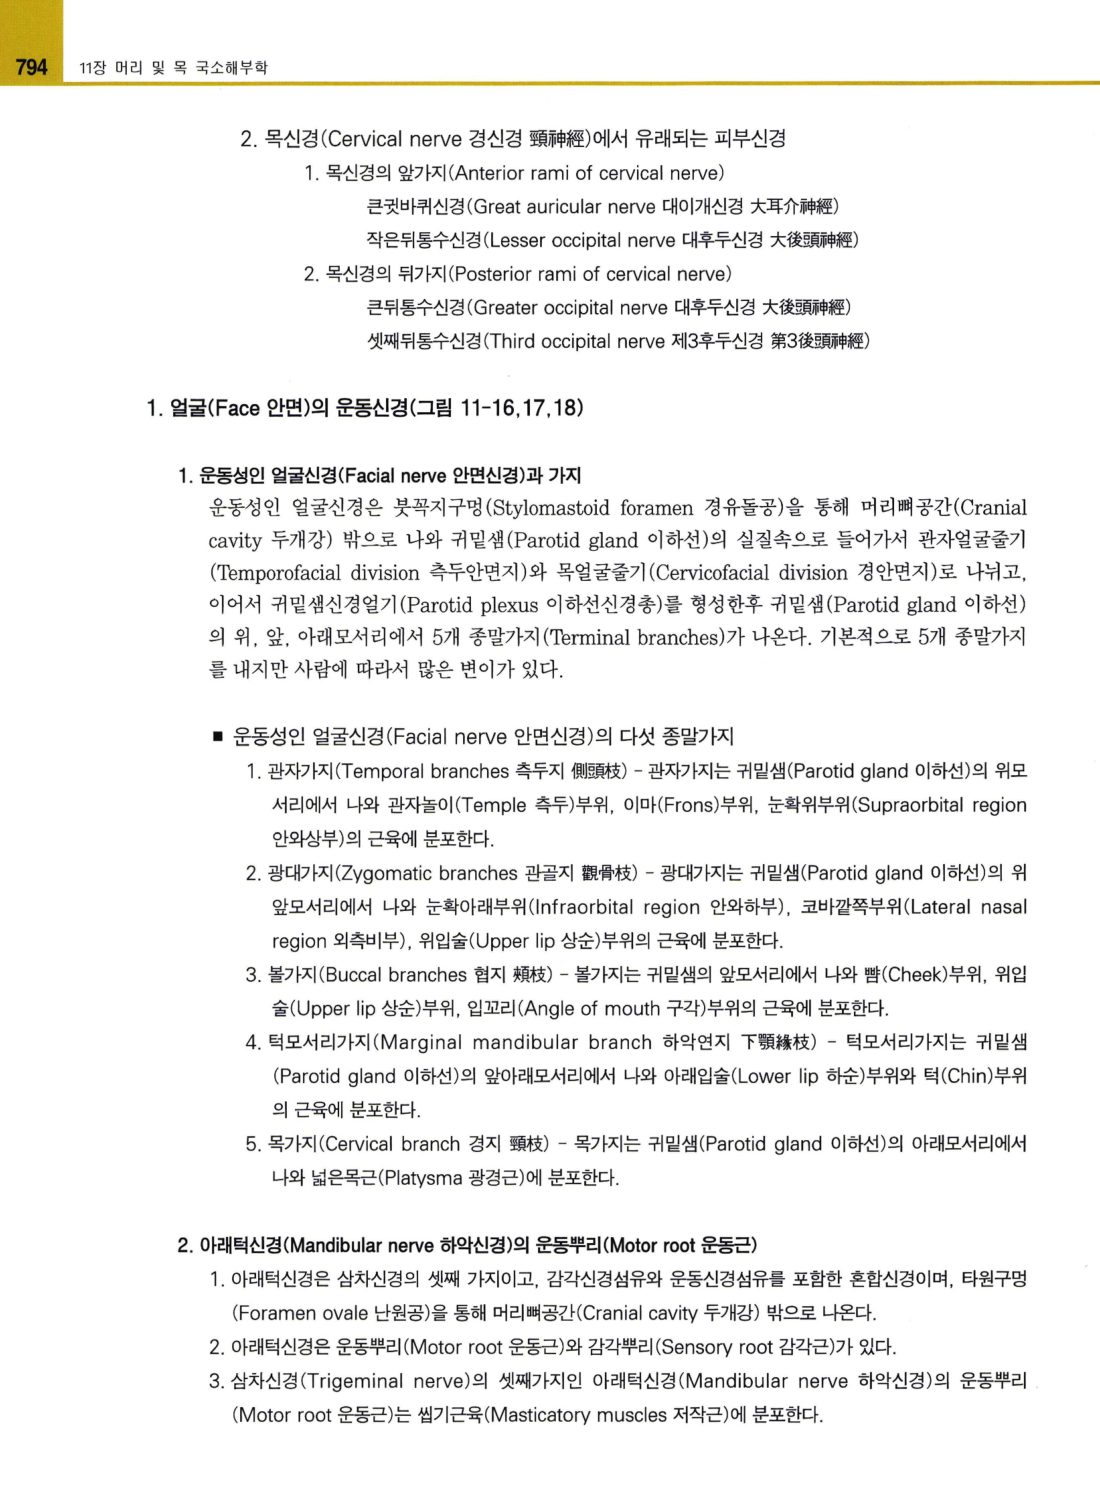 794
11장 머리 및 목 국소해부학
2. 목신경(Cervical nerve 경신경 頸神經)에서 유래되는 피부신경
1. 목신경의 앞가지(Anterior rami of cervical nerve)
큰귓바퀴신경(Great auricular nerve 대이개신경 大耳介神經)
작은뒤통수신경(Lesser occipital nerve 대후두신경 大後頭神經)
2. 목신경의 뒤가지(Posterior rami of cervical nerve)
큰뒤통수신경(Greater occipital nerve 대후두신경 大後頭神經)
셋째뒤통수신경(Third occipital nerve 제3후두신경 第3後頭神經)
1. 얼굴(Face 안면)의 운동신경(그림 11-16,17,18)
1. 운동성인 얼굴신경(Facial nerve 안면신경)과 가지
운동성인 얼굴신경은 붓꼭지구멍(Stylomastoid foramen 경유돌공)을 통해 머리뼈공간(Cranial
cavity 두개강) 밖으로 나와 귀밑샘(Parotid gland 이하선)의 실질속으로 들어가서 관자얼굴줄기
(Temporofacial division 측두안면지)와 목얼굴줄기(Cervicofacial division 경안면지)로 나뉘고,
이어서 귀밑샘신경얼기(Parotid plexus 이하선신경총)를 형성한후 귀밑샘(Parotid gland 이하선)
의 위, 앞, 아래모서리에서 5개 종말가지(Terminal branches)가 나온다. 기본적으로 5개 종말가지
를 내지만 사람에 따라서 많은 변이가 있다.
■ 운동성인 얼굴신경(Facial nerve 안면신경)의 다섯 종말가지
1. 관자가지(Temporal branches 측두지 側頭枝) - 관자가지는 귀밑샘(Parotid gland 이하선)의 위모
서리에서 나와 관자놀이(Temple 측두)부위, 이마(Frons)부위, 눈확위부위(Supraorbital region
안와상부)의 근육에 분포한다.
2. 광대가지(Zygomatic branches 관골지 觀骨枝) - 광대가지는 귀밑샘(Parotid gland 이하선)의 위
앞모서리에서 나와 눈확아래부위(Infraorbital region 안와하부), 코바깥쪽부위(Lateral nasal
region 외측비부), 위입술(Upper lip 상순)부위의 근육에 분포한다.
3. 볼가지(Buccal branches 협지 頰枝) - 볼가지는 귀밑샘의 앞모서리에서 나와 뺨(Cheek)부위, 위입
술(Upper lip 상순)부위, 입꼬리(Angle of mouth 구각)부위의 근육에 분포한다.
4. 턱모서리가지(Marginal mandibular branch 하악연지 下顎緣枝) - 턱모서리가지는 귀밑샘
(Parotid gland 이하선)의 앞아래모서리에서 나와 아래입술(Lower lip 하순)부위와 턱(Chin)부위
의 근육에 분포한다.
5. 목가지(Cervical branch 경지 頸枝) - 목가지는 귀밑샘(Parotid gland 이하선)의 아래모서리에서
나와 넓은목근(Platysma 광경근)에 분포한다.
2. 아래턱신경(Mandibular nerve 하악신경)의 운동뿌리(Motor root 운동근)
1. 아래턱신경은 삼차신경의 셋째 가지이고, 감각신경섬유와 운동신경섬유를 포함한 혼합신경이며, 타원구멍
(Foramen ovale 난원공)을 통해 머리뼈공간(Cranial cavity 두개강) 밖으로 나온다.
2. 아래턱신경은 운동뿌리(Motor root 운동근)와 감각뿌리(Sensory root 감각근)가 있다.
3. 삼차신경(Trigeminal nerve)의 셋째가지인 아래턱신경(Mandibular nerve 하악신경)의 운동뿌리
(Motor root 운동근)는 씹기근육(Masticatory muscles 저작근)에 분포한다.